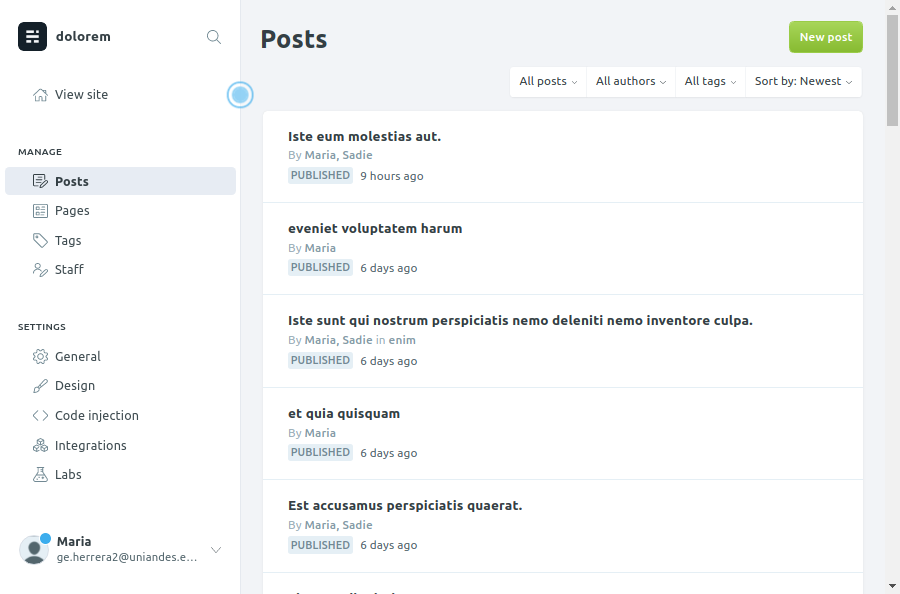 dolorem
View site
MANAGE
Posts
Pages
Tags
Staff
SETTINGS
General
Design
Code injection
Integrations
Labs
Maria
ge.herrera2@uniandes.e...
Posts
New post
All posts
All authors
All tags
Sort by: Newest
Iste eum molestias aut.
By Maria, Sadie
PUBLISHED 9 hours ago
eveniet voluptatem harum
By Maria
PUBLISHED 6 days ago
Iste sunt qui nostrum perspiciatis nemo deleniti nemo inventore culpa.
By Maria, Sadie in enim
PUBLISHED 6 days ago
et quia quisquam
By Maria
PUBLISHED 6 days ago
Est accusamus perspiciatis quaerat.
By Maria, Sadie
PUBLISHED 6 days ago